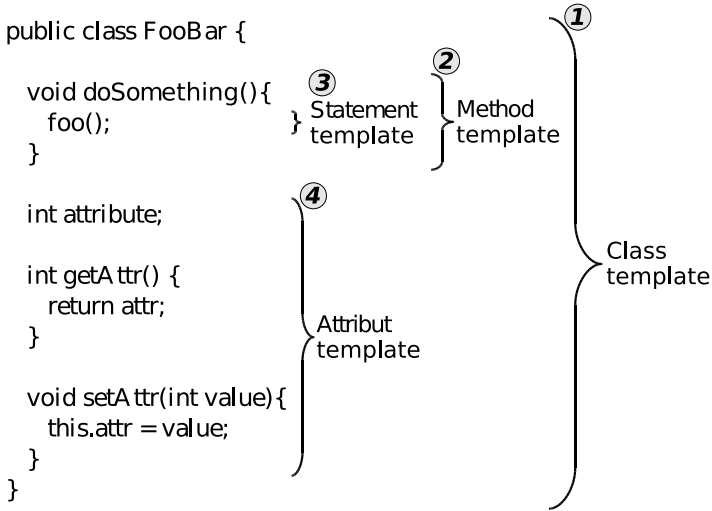 public class FooBar {
void doSomething(){
foo();
}
int attribute;
int getAttr() {
return attr;
}
void setAttr(int value){
this.attr = value;
}
}
1
2
3
Statement
template
Method
template
4
Attribut
template
Class
template